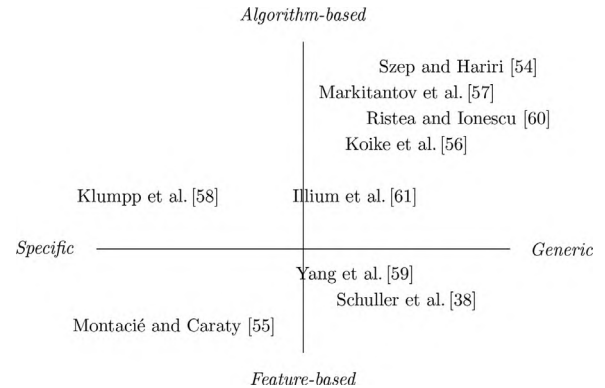 Algorithm-based
Szep and Hariri [54]
Markitantov et al. [57]
Ristea and Ionescu [60]
Koike et al. [56]
Klumpp et al. [58]
Illium et al. [61]
Specific
Generic
Yang et al. [59]
Schuller et al. [38]
Montacié and Caraty [55]
Feature-based